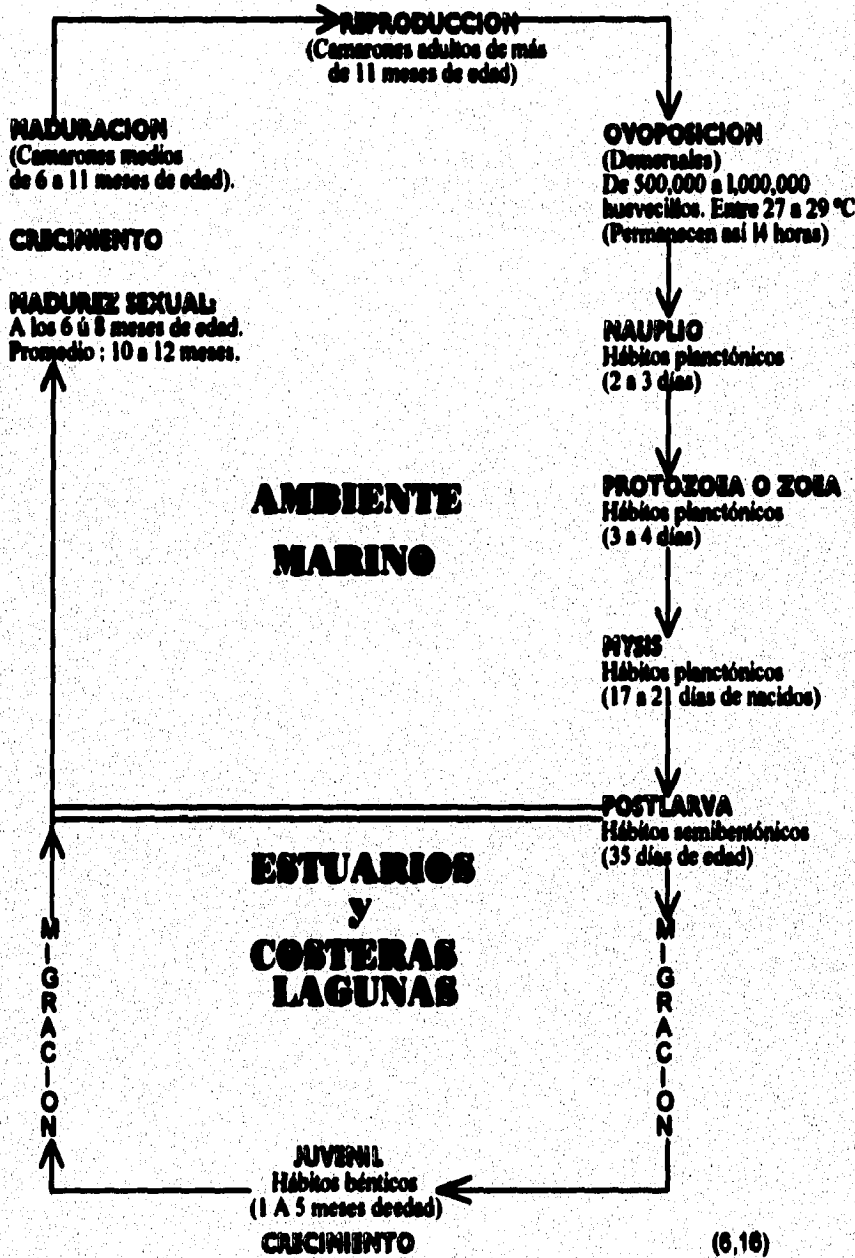 REPRODUCCION
(Camarones adultos de más
de 11 meses de edad)
MADURACION
(Camarones medios
de 6 a 11 meses de edad).
CRECIMIENTO
MADUREZ SEXUAL:
A los 6 ú 8 meses de edad.
Promedio : 10 a 12 meses.
OVOPOSICION
(Demersales)
De 500,000 a 1,000,000
huevecillos. Entre 27 a 29 °C
(Permanecen así 14 horas)
NAUPLIO
Hábitos planctónicos
(2 a 3 días)
PROTOZOEA O ZOEA
Hábitos planctónicos
(3 a 4 días)
MYSIS
Hábitos planctónicos
(17 a 21 días de nacidos)
POSTLARVA
Hábitos semibentónicos
(35 días de edad)
AMBIENTE
MARINO
ESTUARIOS
y
COSTERAS
LAGUNAS
MIGRACION
MIGRACION
JUVENIL
Hábitos bénticos
(1 A 5 meses deedad)
CRECIMIENTO
(6,16)